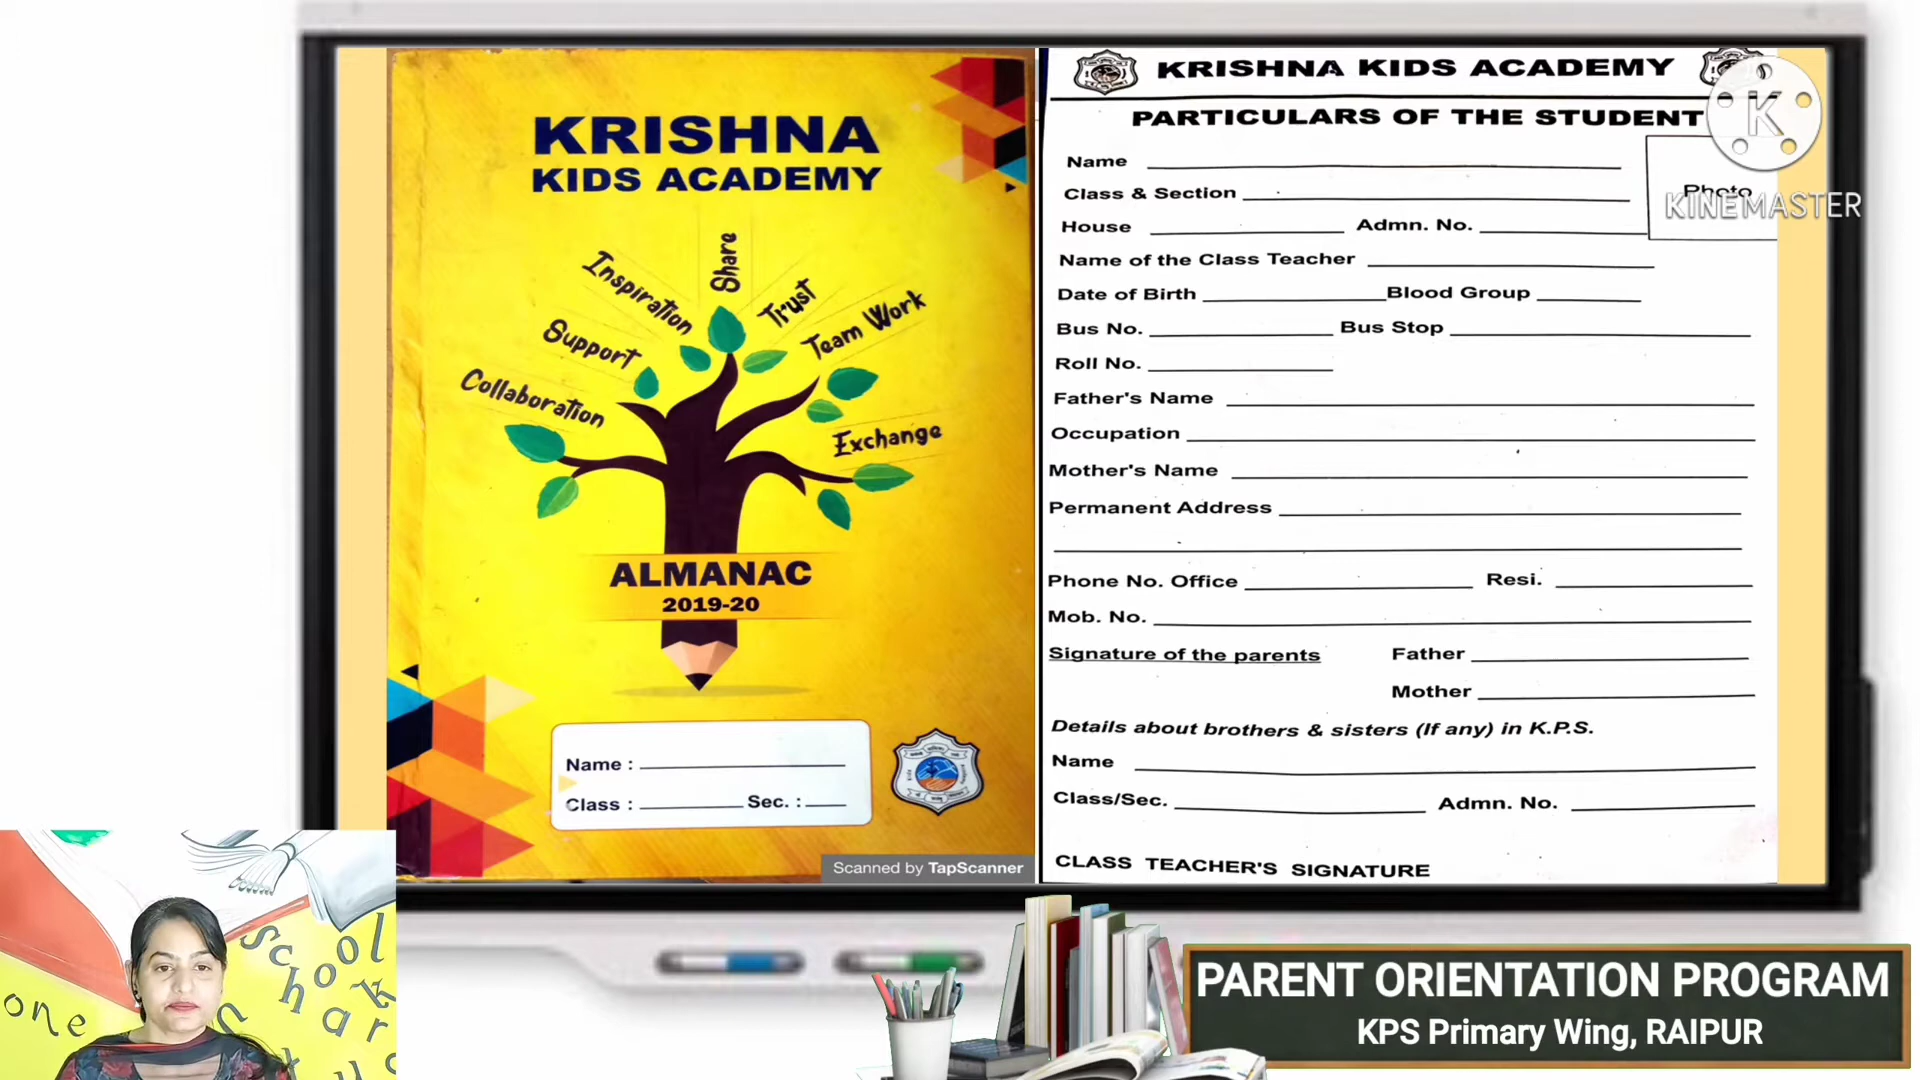 KRISHNA
KIDS ACADEMY
Share
Inspiration
Trust
Team Work
Support
Collaboration
Exchange
ALMANAC
2019-20
Name :
Class : Sec. :
Scanned by TapScanner
KRISHNA KIDS ACADEMY
PARTICULARS OF THE STUDENT
Name
Photo
Class & Section
House Admn. No.
Name of the Class Teacher
Date of Birth Blood Group
Bus No. Bus Stop
Roll No.
Father's Name
Occupation
Mother's Name
Permanent Address
Phone No. Office Resi.
Mob. No.
Signature of the parents Father
Mother
Details about brothers & sisters (If any) in K.P.S.
Name
Class/Sec. Admn. No.
CLASS TEACHER'S SIGNATURE
K
KINEMASTER
school
one
PARENT ORIENTATION PROGRAM
KPS Primary Wing, RAIPUR